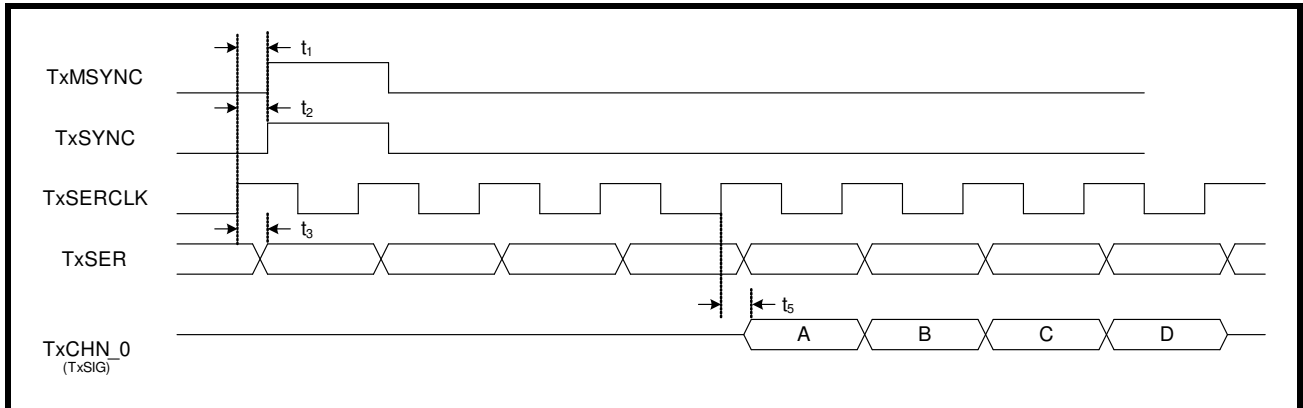 t₁
TxMSYNC
t₂
TxSYNC
TxSERCLK
t₃
TxSER
t₅
A B C D
TxCHN_0
(TxSIG)